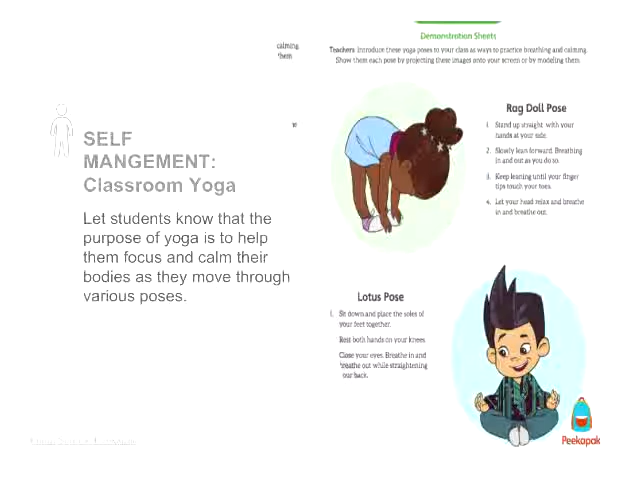 SELF
MANGEMENT:
Classroom Yoga
Let students know that the
purpose of yoga is to help
them focus and calm their
bodies as they move through
various poses.
calming
Demonstration Sheets
Teachers: Introduce these yoga poses to your class as ways to practice breathing and calming.
Show them each pose by projecting these images onto your screen or by modeling them.
Rag Doll Pose
1. Stand up straight with your
hands at your side.
2. Slowly lean forward. Breathing
in and out as you do so.
3. Keep leaning until your finger
tips touch your toes.
4. Let your head relax and breathe
in and breathe out.
Lotus Pose
1. Sit down and place the soles of
your feet together.
Rest both hands on your knees
Close your eyes. Breathe in and
breathe out while straightening
our back.
Peekapak